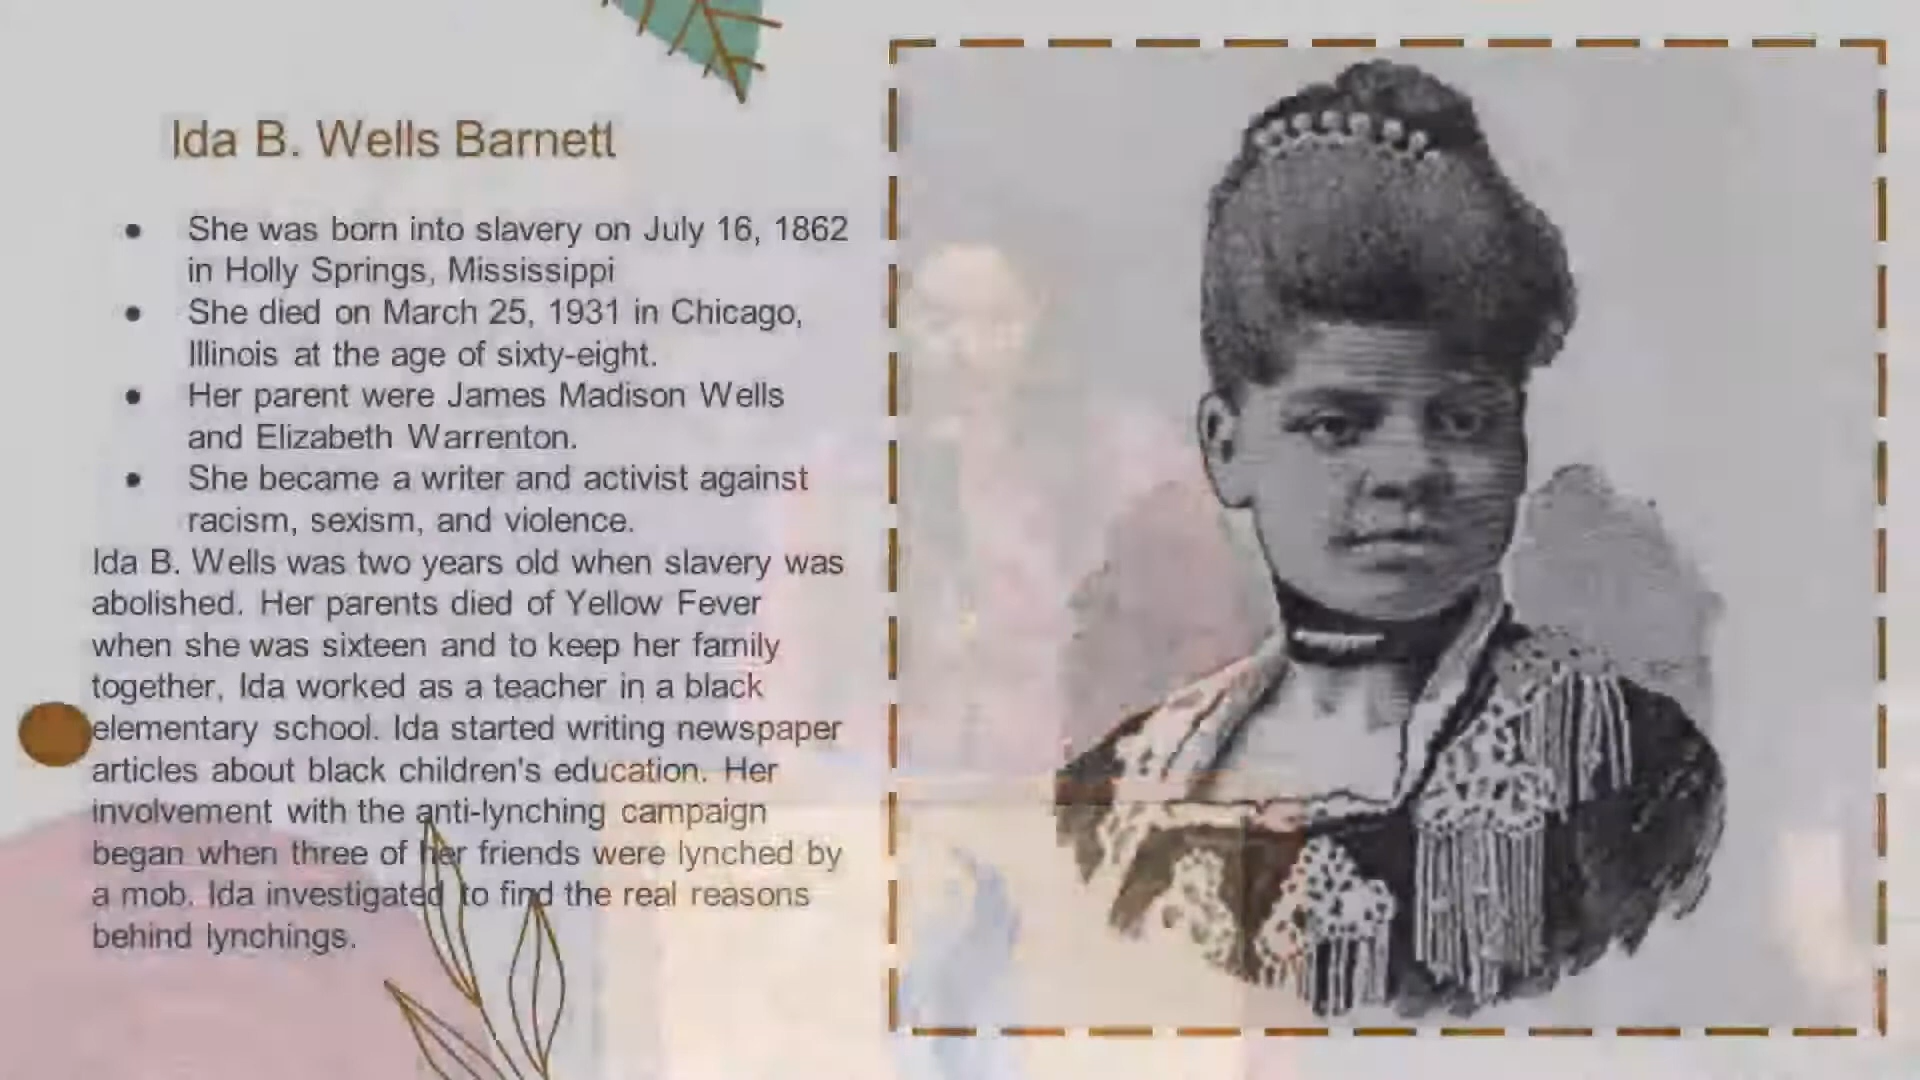 Ida B. Wells Barnett
● She was born into slavery on July 16, 1862
in Holly Springs, Mississippi
● She died on March 25, 1931 in Chicago,
Illinois at the age of sixty-eight.
● Her parent were James Madison Wells
and Elizabeth Warrenton.
● She became a writer and activist against
racism, sexism, and violence.
Ida B. Wells was two years old when slavery was
abolished. Her parents died of Yellow Fever
when she was sixteen and to keep her family
together, Ida worked as a teacher in a black
elementary school. Ida started writing newspaper
articles about black children's education. Her
involvement with the anti-lynching campaign
began when three of her friends were lynched by
a mob. Ida investigated to find the real reasons
behind lynchings.